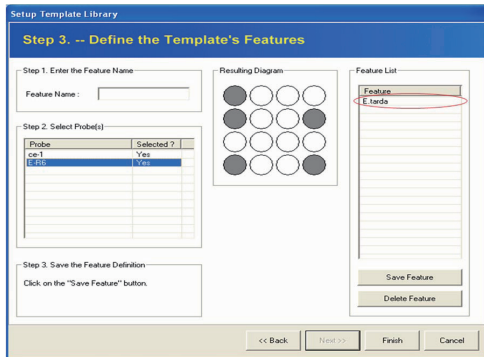 Setup Template Library
Step 3. -- Define the Template's Features
Step 1. Enter the Feature Name
Feature Name :
Step 2. Select Probe(s)
Probe Selected ?
ce-1 Yes
E-R6 Yes
Step 3. Save the Feature Definition
Click on the "Save Feature" button.
Resulting Diagram
Feature List
Feature
E.tarda
Save Feature
Delete Feature
<< Back
Next >>
Finish
Cancel